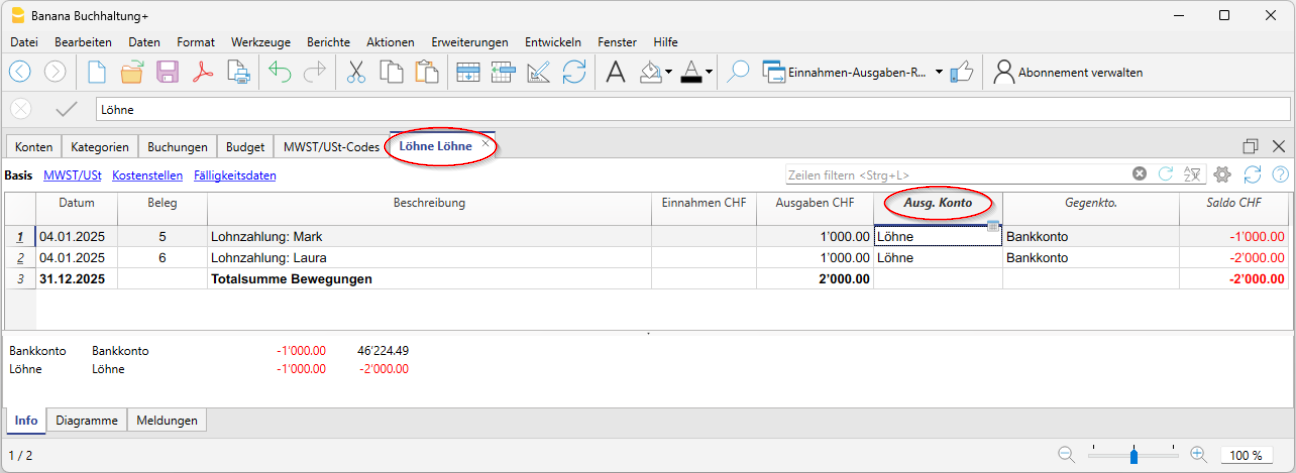 Banana Buchhaltung+
Datei Bearbeiten Daten Format Werkzeuge Berichte Aktionen Erweiterungen Entwickeln Fenster Hilfe
Einnahmen-Ausgaben-R... Abonnement verwalten
Löhne
Konten Kategorien Buchungen Budget MWST/USt-Codes Löhne Löhne
Basis MWST/USt Kostenstellen Fälligkeitsdaten Zeilen filtern <Strg+L>
Datum Beleg Beschreibung Einnahmen CHF Ausgaben CHF Ausg. Konto Gegenkto. Saldo CHF
1 04.01.2025 5 Lohnzahlung: Mark 1'000.00 Löhne Bankkonto -1'000.00
2 04.01.2025 6 Lohnzahlung: Laura 1'000.00 Löhne Bankkonto -2'000.00
3 31.12.2025 Totalsumme Bewegungen 2'000.00 -2'000.00
Bankkonto Bankkonto -1'000.00 46'224.49
Löhne Löhne -1'000.00 -2'000.00
Info Diagramme Meldungen
1 / 2 100 %